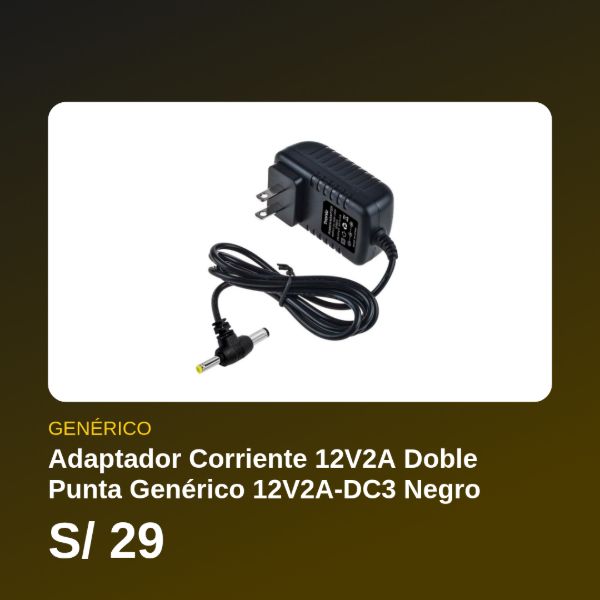 GENÉRICO
Adaptador Corriente 12V2A Doble
Punta Genérico 12V2A-DC3 Negro
S/ 29